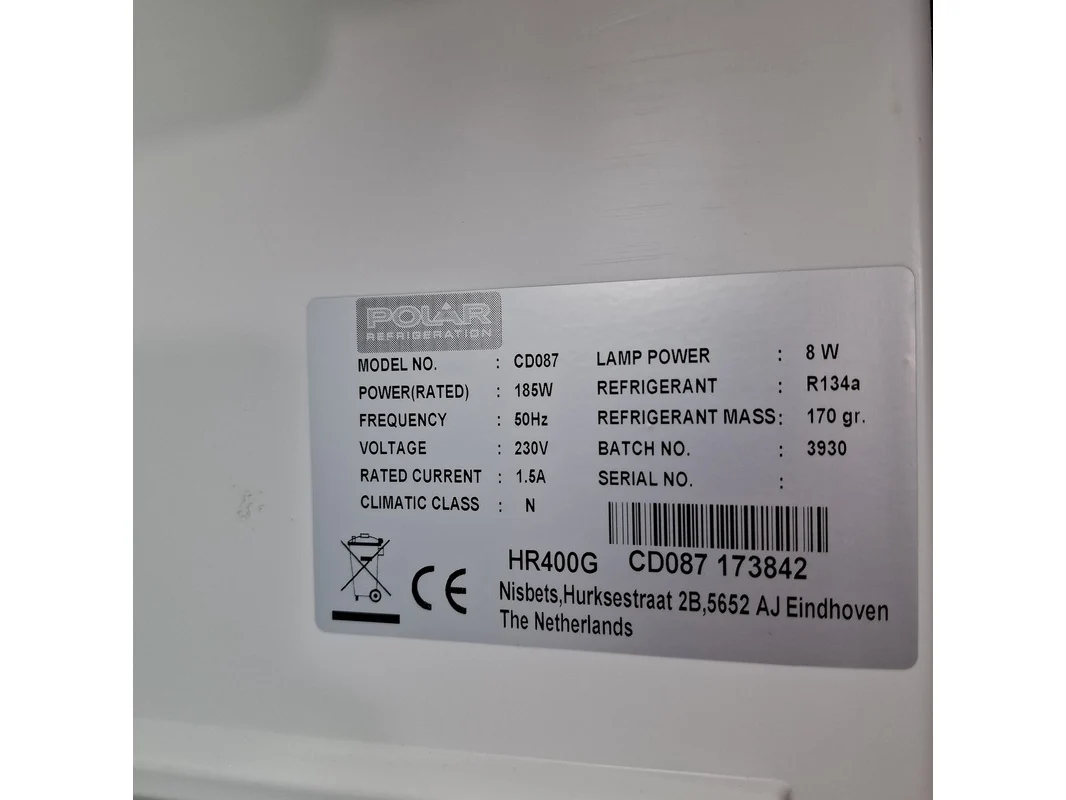 POLAR
REFRIGERATION
MODEL NO. : CD087
POWER(RATED) : 185W
FREQUENCY : 50Hz
VOLTAGE : 230V
RATED CURRENT : 1.5A
CLIMATIC CLASS : N
LAMP POWER : 8 W
REFRIGERANT : R134a
REFRIGERANT MASS: 170 gr.
BATCH NO. : 3930
SERIAL NO. :
HR400G CD087 173842
CE
Nisbets,Hurksestraat 2B,5652 AJ Eindhoven
The Netherlands